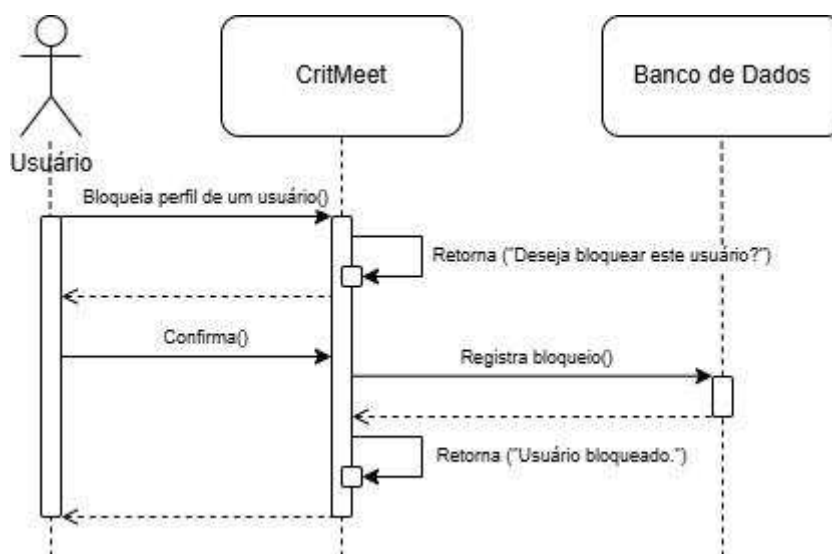 CritMeet
Banco de Dados
Usuário
Bloqueia perfil de um usuário()
Retorna ("Deseja bloquear este usuário?")
Confirma()
Registra bloqueio()
Retorna ("Usuário bloqueado.")